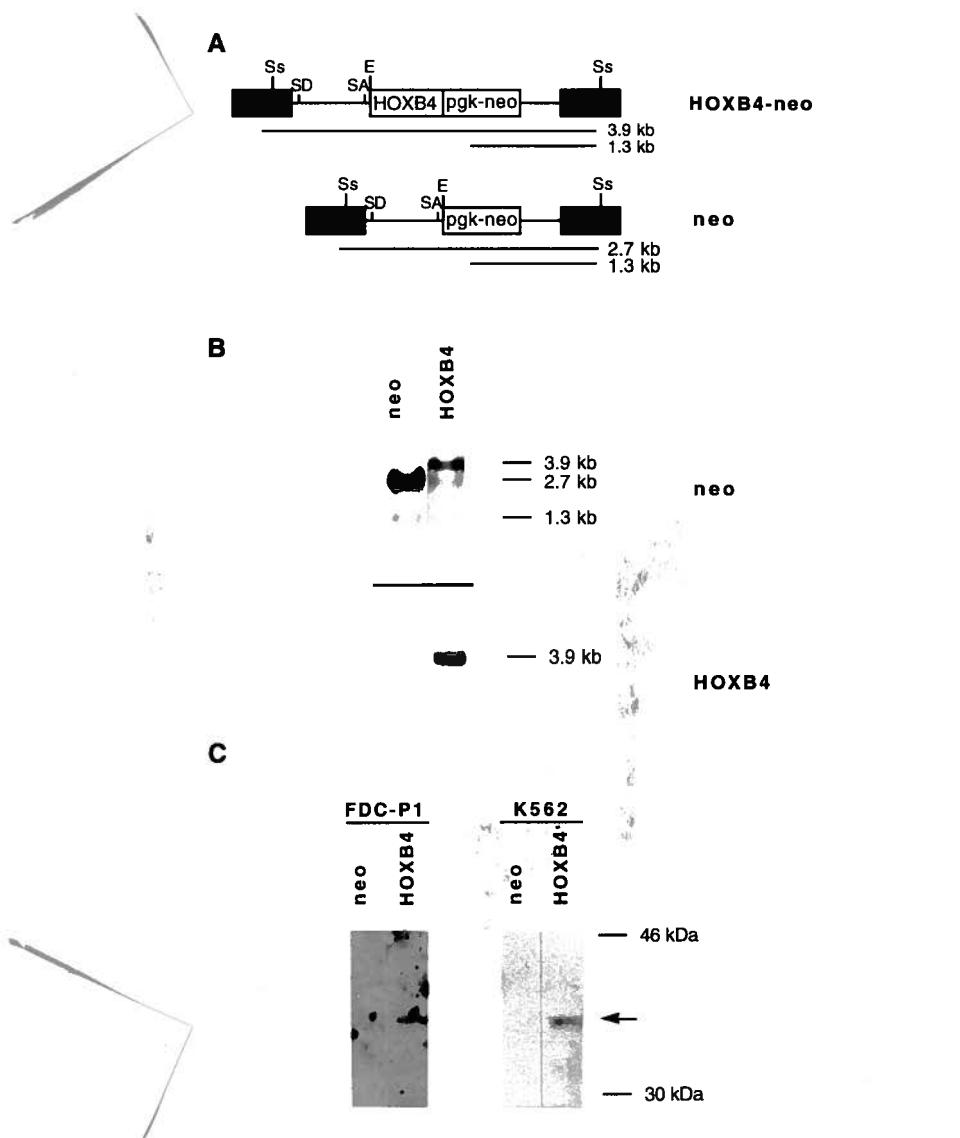 A
Ss SD SA E Ss
HOXB4 pgk-neo HOXB4-neo
3.9 kb
1.3 kb
Ss SD SA E Ss
pgk-neo neo
2.7 kb
1.3 kb
B
neo HOXB4
3.9 kb
2.7 kb
neo
1.3 kb
3.9 kb
HOXB4
C
FDC-P1 K562
neo HOXB4 neo HOXB4
46 kDa
30 kDa